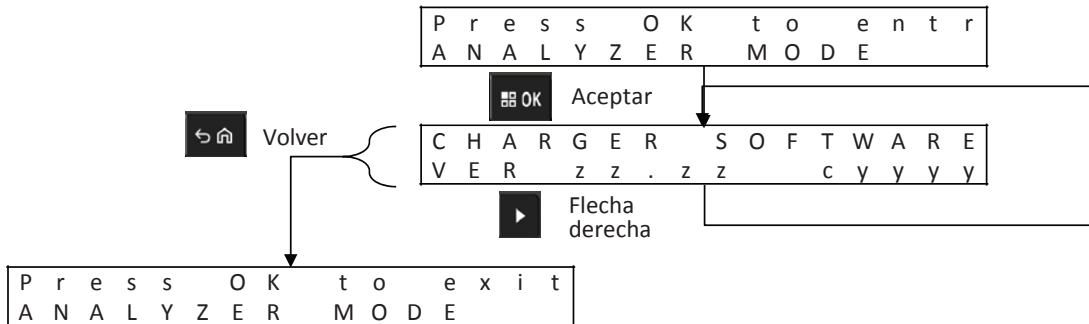 Press OK to entr
ANALYZER MODE
OK
Aceptar
Volver
CHARGER SOFTWARE
VER zz.zz cyyyy
Flecha
derecha
Press OK to exit
ANALYZER MODE